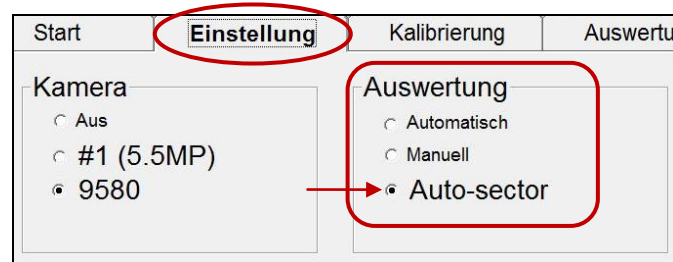 Start Einstellung Kalibrierung Auswertu
Kamera
Aus
#1 (5.5MP)
9580
Auswertung
Automatisch
Manuell
Auto-sector